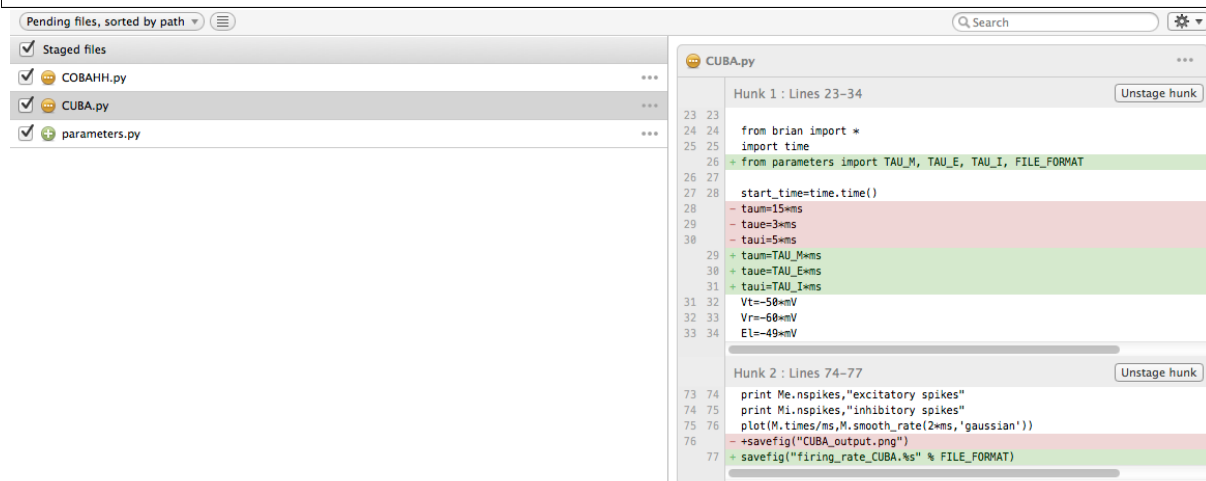 Pending files, sorted by path
Search
Staged files
COBAHH.py
CUBA.py
parameters.py
CUBA.py
Hunk 1 : Lines 23-34
Unstage hunk
23 23
24 24 from brian import *
25 25 import time
26 + from parameters import TAU_M, TAU_E, TAU_I, FILE_FORMAT
26 27
27 28 start_time=time.time()
28 - taum=15*ms
29 - taue=3*ms
30 - taui=5*ms
29 + taum=TAU_M*ms
30 + taue=TAU_E*ms
31 + taui=TAU_I*ms
31 32 Vt=-50*mV
32 33 Vr=-60*mV
33 34 El=-49*mV
Hunk 2 : Lines 74-77
Unstage hunk
73 74 print Me.nspikes,"excitatory spikes"
74 75 print Mi.nspikes,"inhibitory spikes"
75 76 plot(M.times/ms,M.smooth_rate(2*ms,'gaussian'))
76 - +savefig("CUBA_output.png")
77 + savefig("firing_rate_CUBA.%s" % FILE_FORMAT)